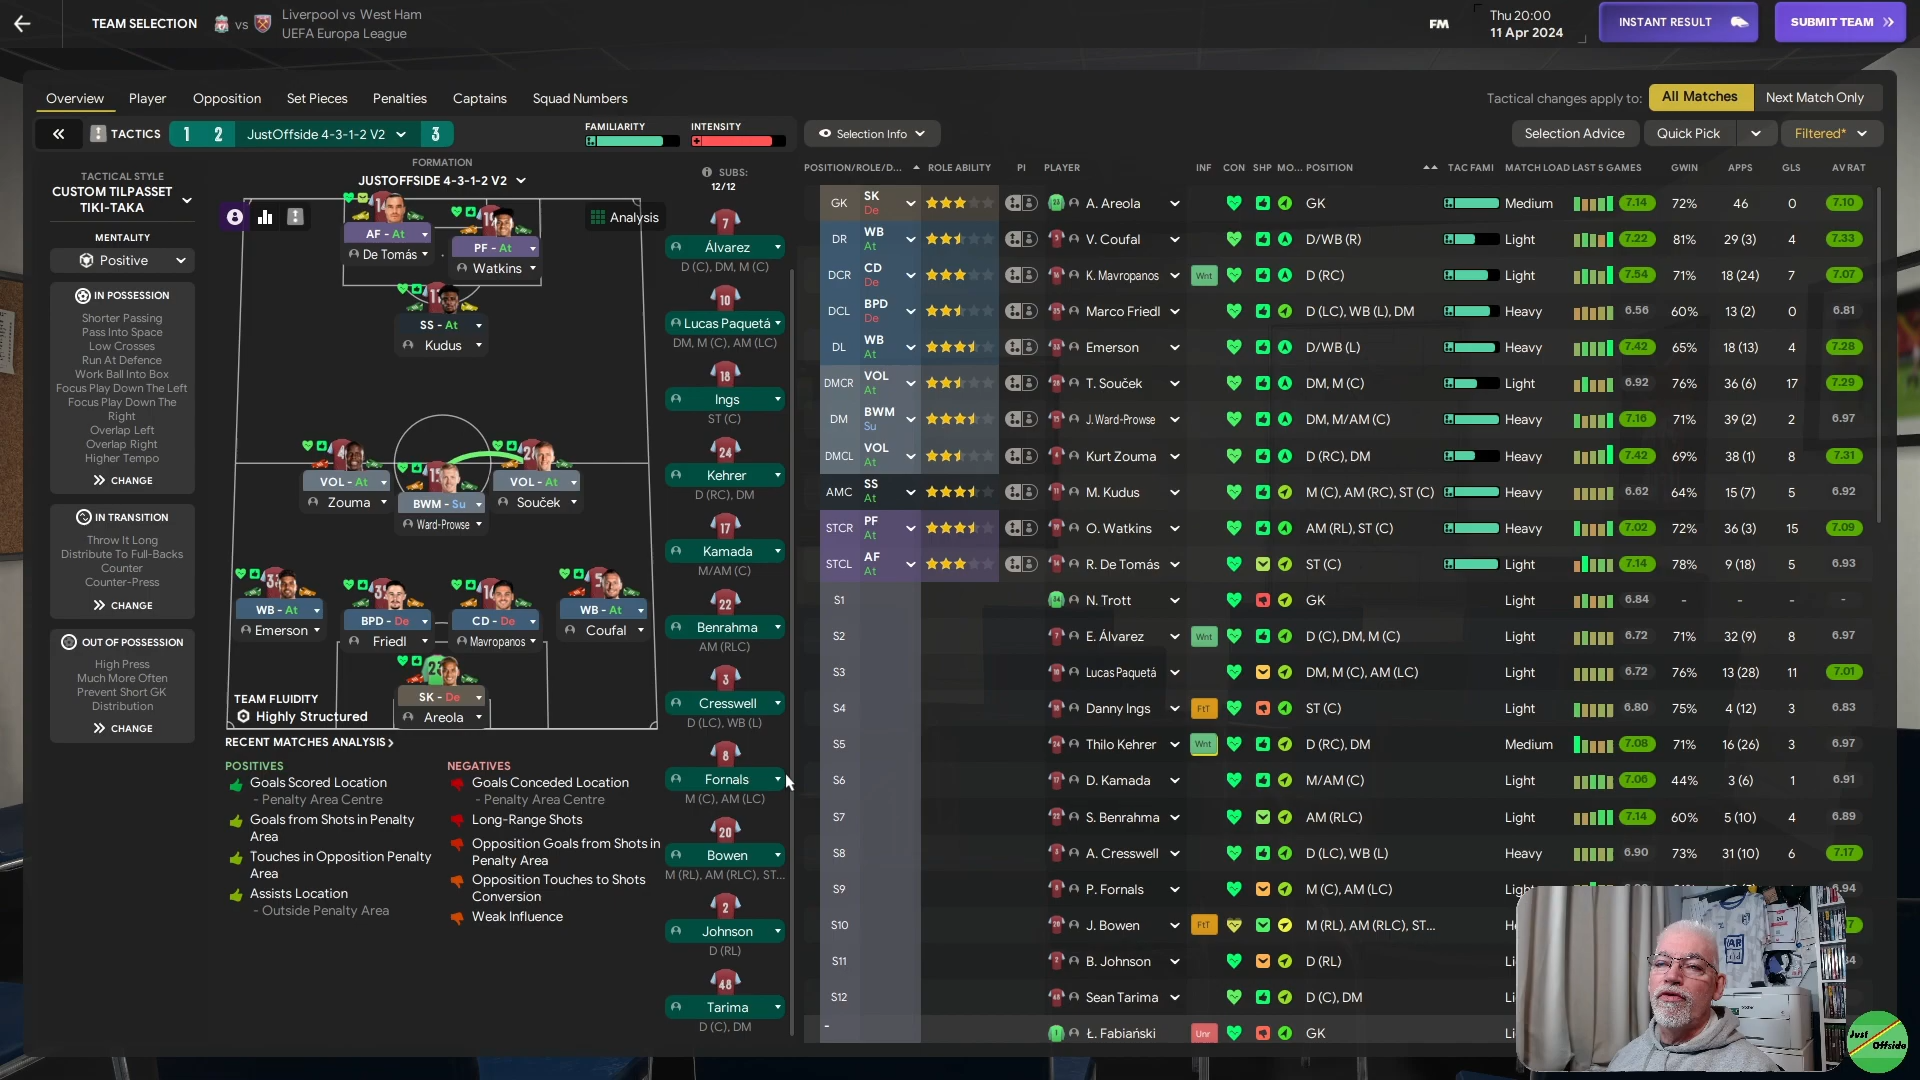 TEAM SELECTION
vs
Liverpool vs West Ham
UEFA Europa League
FM
Thu 20:00
11 Apr 2024
INSTANT RESULT
SUBMIT TEAM
Overview Player Opposition Set Pieces Penalties Captains Squad Numbers
Tactical changes apply to: All Matches Next Match Only
TACTICS 1 2 JustOffside 4-3-1-2 V2 3
FAMILIARITY
INTENSITY
Selection Info
Selection Advice Quick Pick Filtered*
TACTICAL STYLE
CUSTOM TILPASSET
TIKI-TAKA
MENTALITY
Positive
IN POSSESSION
Shorter Passing
Pass Into Space
Low Crosses
Run At Defence
Work Ball Into Box
Focus Play Down The Left
Focus Play Down The
Right
Overlap Left
Overlap Right
Higher Tempo
CHANGE
IN TRANSITION
Throw It Long
Distribute To Full-Backs
Counter
Counter-Press
CHANGE
OUT OF POSSESSION
High Press
Much More Often
Prevent Short GK
Distribution
CHANGE
FORMATION
JUSTOFFSIDE 4-3-1-2 V2
Analysis
AF - At
De Tomás
PF - At
Watkins
SS - At
Kudus
VOL - At
Zouma
BWM - Su
Ward-Prowse
VOL - At
Souček
WB - At
Emerson
BPD - De
Friedl
CD - De
Mavropanos
WB - At
Coufal
SK - De
Areola
TEAM FLUIDITY
Highly Structured
RECENT MATCHES ANALYSIS
POSITIVES
Goals Scored Location
- Penalty Area Centre
Goals from Shots in Penalty
Area
Touches in Opposition Penalty
Area
Assists Location
- Outside Penalty Area
NEGATIVES
Goals Conceded Location
- Penalty Area Centre
Long-Range Shots
Opposition Goals from Shots in
Penalty Area
Opposition Touches to Shots
Conversion
Weak Influence
SUBS:
12/12
7
Álvarez
D (C), DM, M (C)
10
Lucas Paquetá
DM, M (C), AM (LC)
18
Ings
ST (C)
24
Kehrer
D (RC), DM
17
Kamada
M/AM (C)
22
Benrahma
AM (RLC)
3
Cresswell
D (LC), WB (L)
8
Fornals
M (C), AM (LC)
20
Bowen
M (RL), AM (RLC), ST...
2
Johnson
D (RL)
48
Tarima
D (C), DM
POSITION/ROLE/D... ROLE ABILITY PI PLAYER INF CON SHP MO... POSITION TAC FAMI MATCH LOAD LAST 5 GAMES GWIN APPS GLS AV RAT
GK SK De A. Areola GK Medium 7.14 72% 46 0 7.10
DR WB At V. Coufal D/WB (R) Light 7.22 81% 29 (3) 4 7.33
DCR CD De K. Mavropanos Wnt D (RC) Light 7.54 71% 18 (24) 7 7.07
DCL BPD De Marco Friedl D (LC), WB (L), DM Heavy 6.56 60% 13 (2) 0 6.81
DL WB At Emerson D/WB (L) Heavy 7.42 65% 18 (13) 4 7.28
DMCR VOL At T. Souček DM, M (C) Light 6.92 76% 36 (6) 17 7.29
DM BWM Su J. Ward-Prowse DM, M/AM (C) Heavy 7.16 71% 39 (2) 2 6.97
DMCL VOL At Kurt Zouma D (RC), DM Heavy 7.42 69% 38 (1) 8 7.31
AMC SS At M. Kudus M (C), AM (RC), ST (C) Heavy 6.62 64% 15 (7) 5 6.92
STCR PF At O. Watkins AM (RL), ST (C) Heavy 7.02 72% 36 (3) 15 7.09
STCL AF At R. De Tomás ST (C) Light 7.14 78% 9 (18) 5 6.93
S1 N. Trott GK Light 6.84 - - - -
S2 E. Álvarez Wnt D (C), DM, M (C) Light 6.72 71% 32 (9) 8 6.97
S3 Lucas Paquetá DM, M (C), AM (LC) Light 6.72 76% 13 (28) 11 7.01
S4 Danny Ings FtT ST (C) Light 6.80 75% 4 (12) 3 6.83
S5 Thilo Kehrer Wnt D (RC), DM Medium 7.08 71% 16 (26) 3 6.97
S6 D. Kamada M/AM (C) Light 7.06 44% 3 (6) 1 6.91
S7 S. Benrahma AM (RLC) Light 7.14 60% 5 (10) 4 6.89
S8 A. Cresswell D (LC), WB (L) Heavy 6.90 73% 31 (10) 6 7.17
S9 P. Fornals M (C), AM (LC)
S10 J. Bowen FtT M (RL), AM (RLC), ST...
S11 B. Johnson D (RL)
S12 Sean Tarima D (C), DM
- Ł. Fabiański Unr GK
Just
Offside